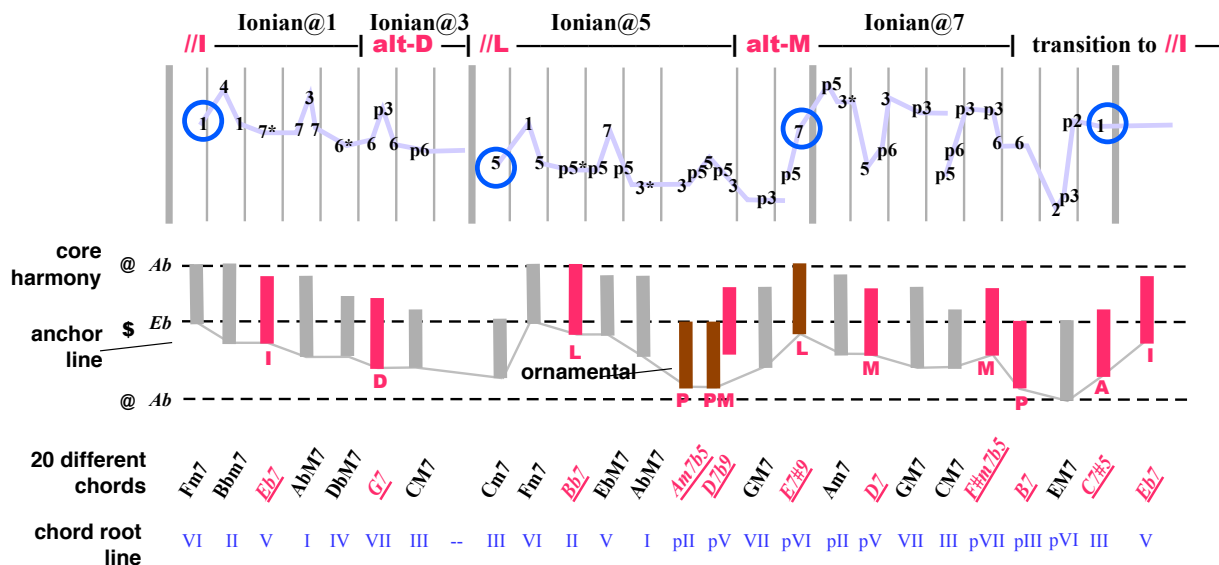 Ionian@1 Ionian@3 Ionian@5 Ionian@7
//I alt-D //L alt-M transition to //I
1 4 1 7* 7 3 7 6* 6 p3 6 p6 5 1 5 p5* p5 7 p5 3* 3 p5 5 p5 3 p3 p5 7 p5 3* 5 p6 3 p3 p5 p6 p3 p3 6 6 2 p3 p2 1
core harmony @ Ab
anchor line $ Eb
@ Ab
ornamental
I D L P PM L M M P A I
20 different chords
Fm7 Bbm7 Eb7 AbM7 DbM7 G7 CM7 Cm7 Fm7 Bb7 EbM7 AbM7 Am7b5 D7b9 GM7 E7#9 Am7 D7 GM7 CM7 F#m7b5 B7 EM7 C7#5 Eb7
chord root line
VI II V I IV VII III -- III VI II V I pII pV VII pVI pII pV VII III pVII pIII pVI III V